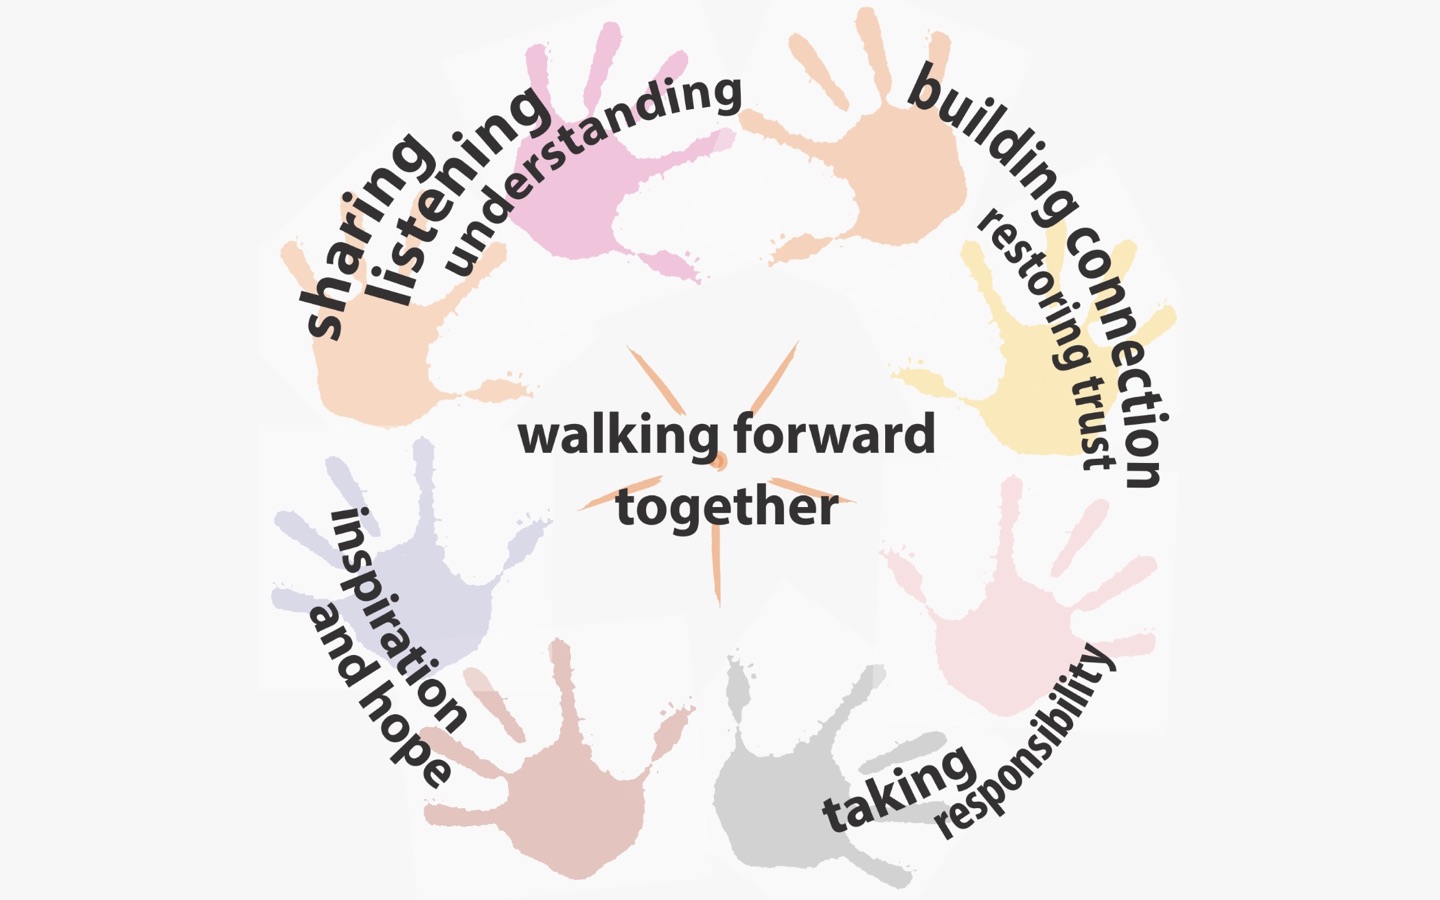 sharing
listening
understanding
building connection
restoring trust
walking forward
together
inspiration
and hope
taking
responsibility